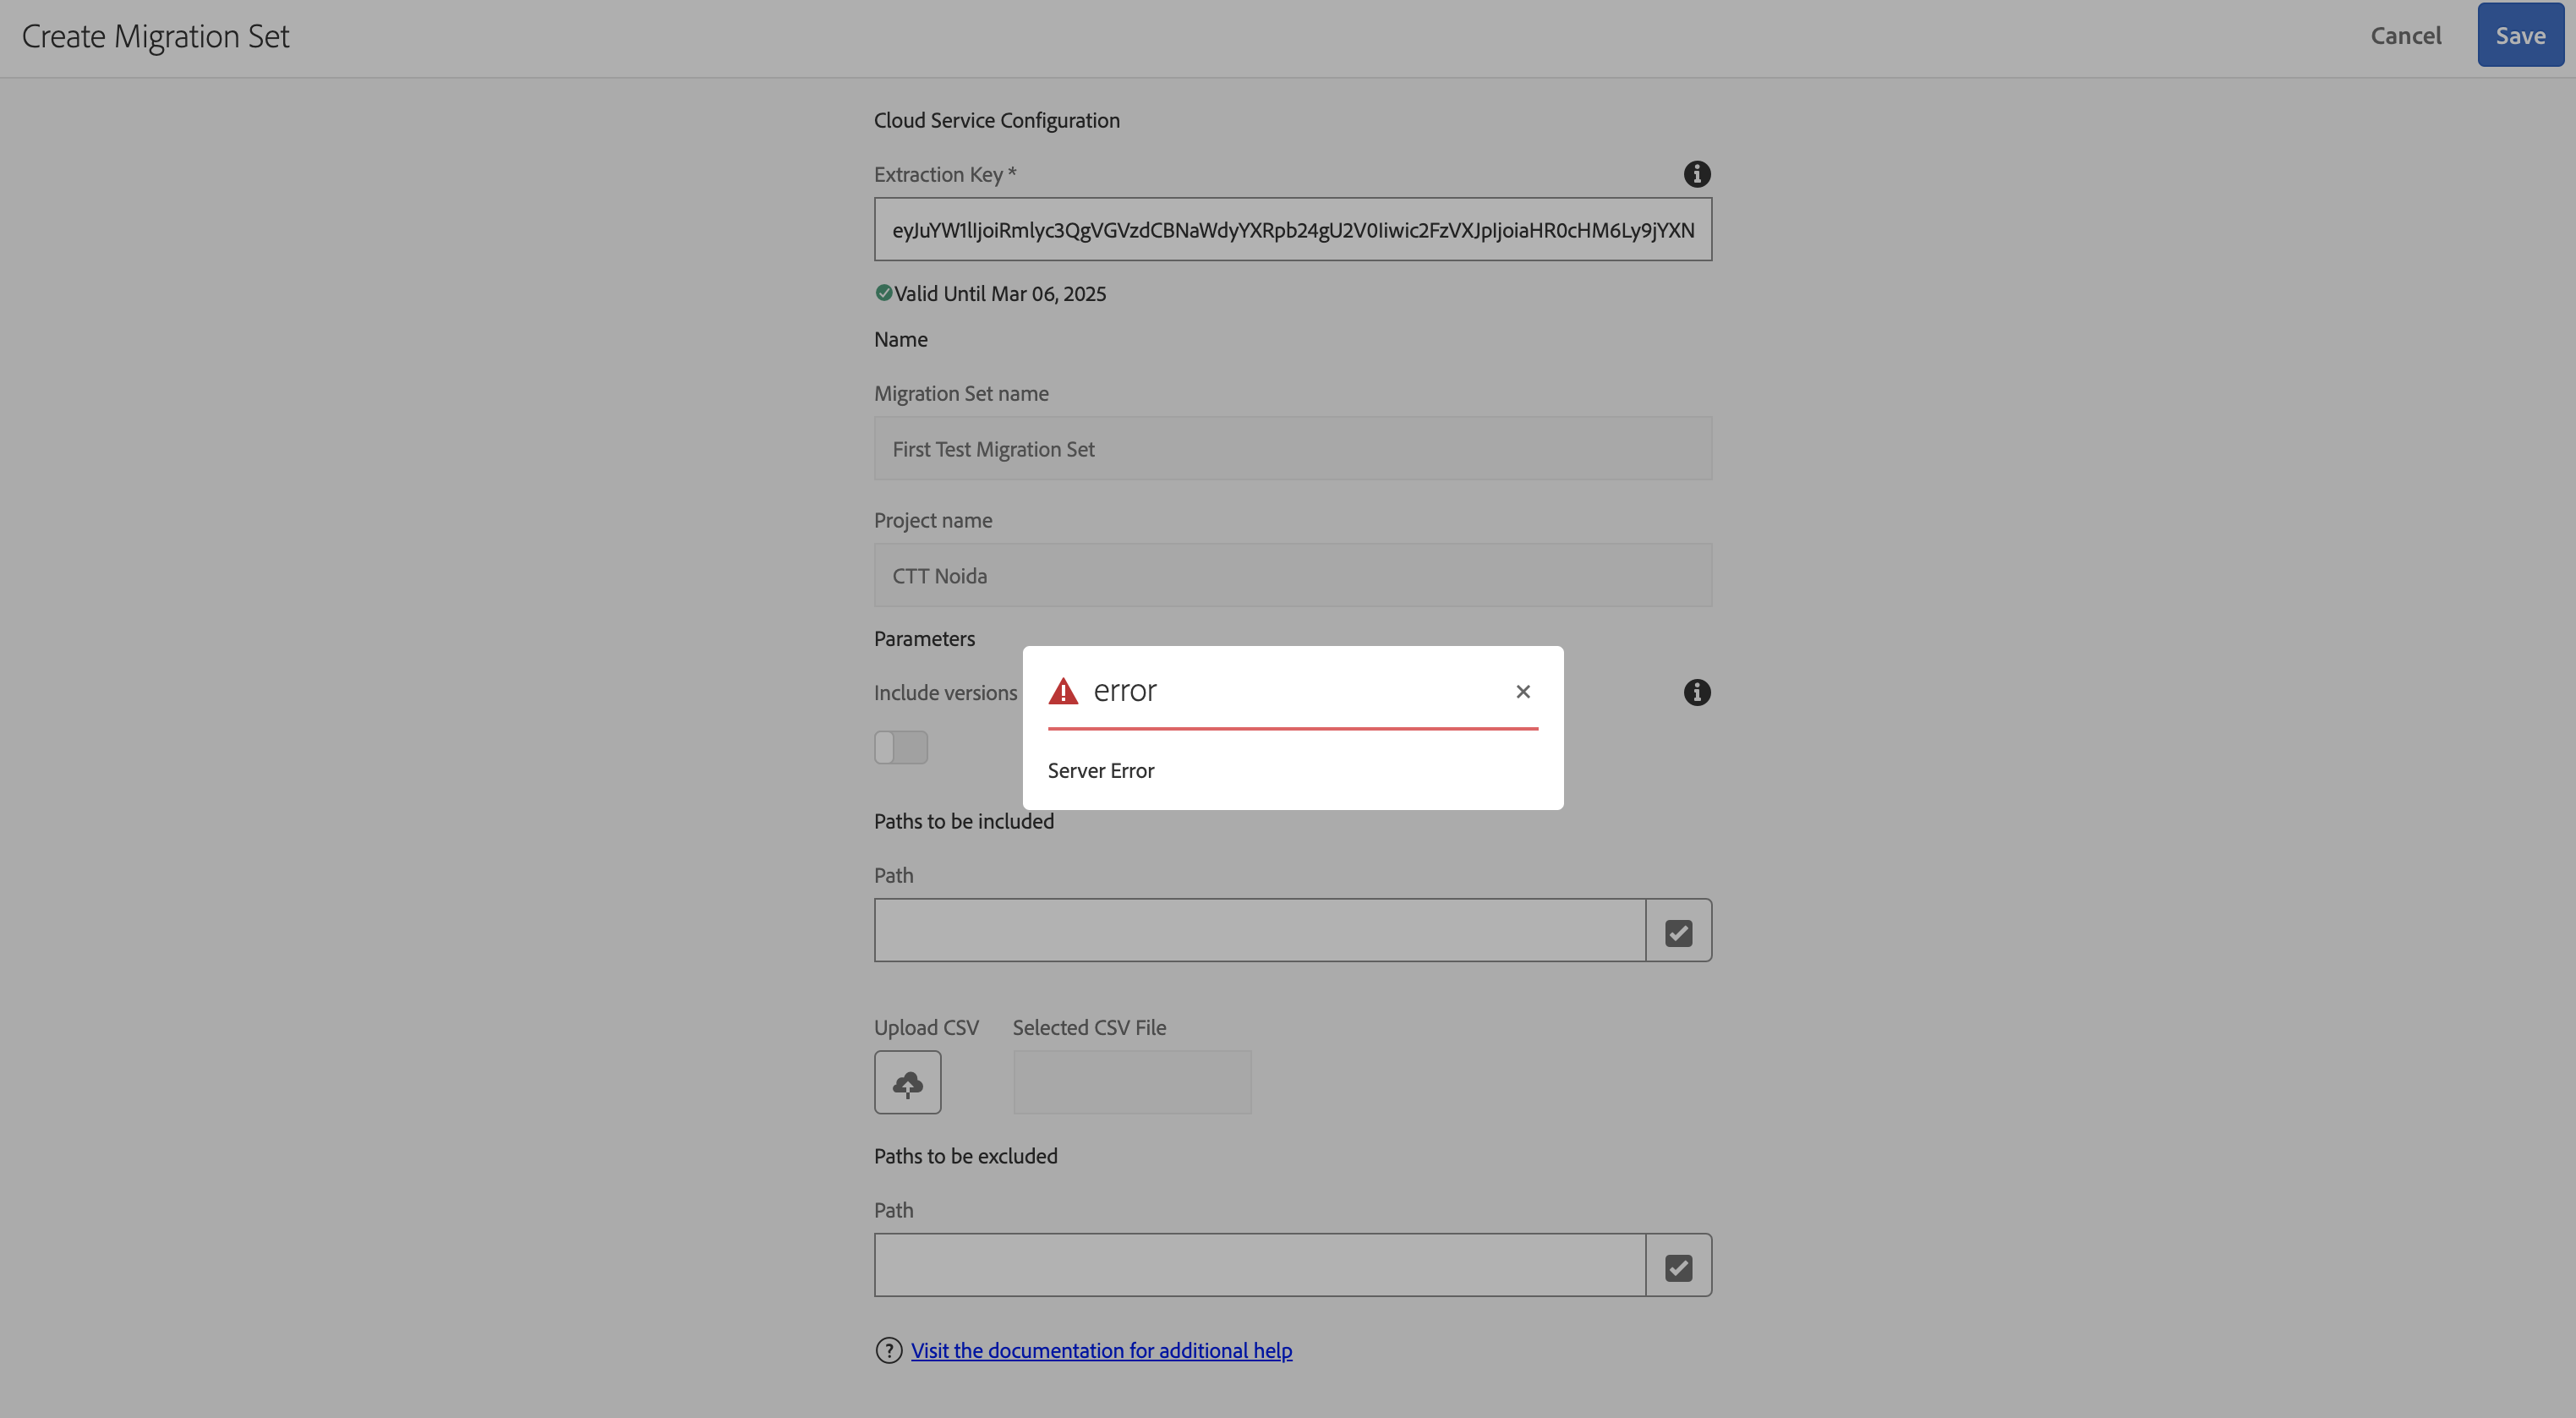 Create Migration Set
Cancel
Save
Cloud Service Configuration
Extraction Key *
eyJuYW1lIjoiRmlyc3QgVGVzdCBNaWdyYXRpb24gU2V0Iiwic2FzVXJpIjoiaHR0cHM6Ly9jYXN
Valid Until Mar 06, 2025
Name
Migration Set name
First Test Migration Set
Project name
CTT Noida
Parameters
Include versions
error
Server Error
Paths to be included
Path
Upload CSV
Selected CSV File
Paths to be excluded
Path
Visit the documentation for additional help